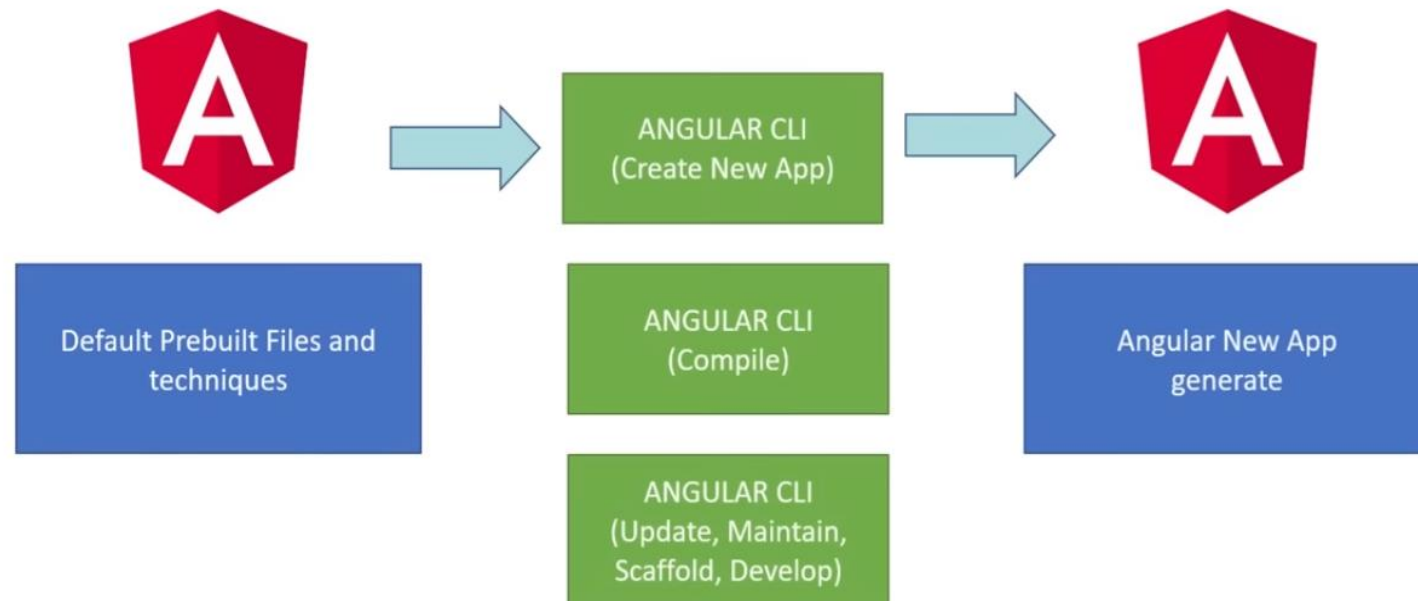 ANGULAR CLI
(Create New App)
Default Prebuilt Files and
techniques
ANGULAR CLI
(Compile)
Angular New App
generate
ANGULAR CLI
(Update, Maintain,
Scaffold, Develop)